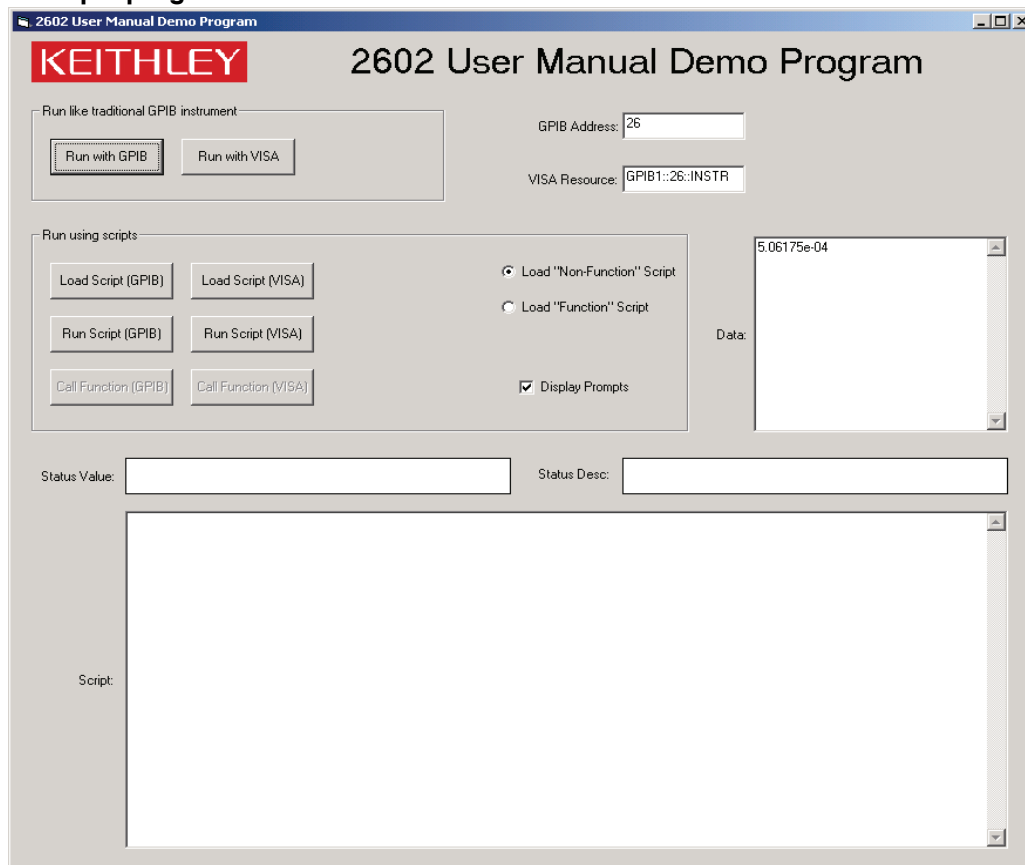 2602 User Manual Demo Program
KEITHLEY
2602 User Manual Demo Program
Run like traditional GPIB instrument
Run with GPIB
Run with VISA
GPIB Address:
26
VISA Resource:
GPIB1::26::INSTR
Run using scripts
Load Script (GPIB)
Load Script (VISA)
Load "Non-Function" Script
Load "Function" Script
Run Script (GPIB)
Run Script (VISA)
Call Function (GPIB)
Call Function (VISA)
Display Prompts
Data:
5.06175e-04
Status Value:
Status Desc:
Script: